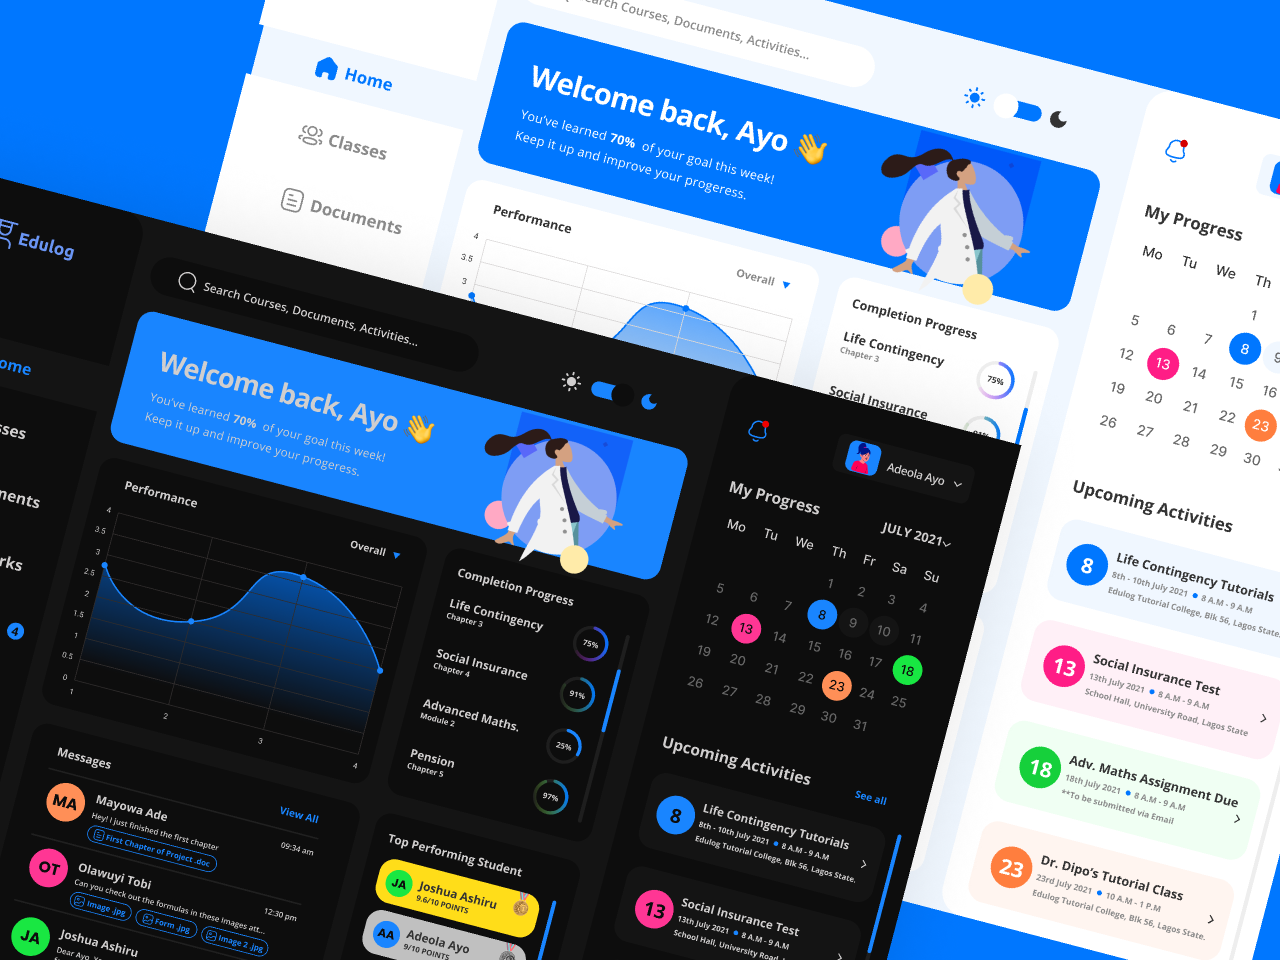 Search Courses, Documents, Activities...
Home
Classes
Documents
Welcome back, Ayo 👋
You've learned 70% of your goal this week!
Keep it up and improve your progeress.
Performance
Overall
4
3.5
3
Completion Progress
Life Contingency
Chapter 3
75%
Social Insurance
My Progress
Mo Tu We Th
1
5 6 7 8 9
12 13 14 15 16
19 20 21 22 23
26 27 28 29 30
Upcoming Activities
8
Life Contingency Tutorials
8th - 10th July 2021 8 A.M - 9 A.M
Edulog Tutorial College, Blk 56, Lagos State.
13
Social Insurance Test
13th July 2021 8 A.M - 9 A.M
School Hall, University Road, Lagos State
18
Adv. Maths Assignment Due
18th July 2021 8 A.M - 9 A.M
**To be submitted via Email
23
Dr. Dipo's Tutorial Class
23rd July 2021 10 A.M - 1 P.M
Edulog Tutorial College, Blk 56, Lagos State.
Edulog
Search Courses, Documents, Activities...
ome
sses
ments
rks
4
Welcome back, Ayo 👋
You've learned 70% of your goal this week!
Keep it up and improve your progeress.
Performance
Overall
4
3.5
3
2.5
2
1.5
1
0.5
0
1
2
3
4
Completion Progress
Life Contingency
Chapter 3
75%
Social Insurance
Chapter 4
91%
Advanced Maths.
Module 2
25%
Pension
Chapter 5
97%
Messages
View All
MA
Mayowa Ade
Hey! I just finished the first chapter
09:34 am
First Chapter of Project .doc
OT
Olawuyi Tobi
Can you check out the formulas in these images att...
12:30 pm
Image .jpg
Form .jpg
Image 2 .jpg
JA
Joshua Ashiru
Top Performing Student
JA
Joshua Ashiru
9.6/10 POINTS
AA
Adeola Ayo
9/10 POINTS
Adeola Ayo
My Progress
JULY 2021
Mo Tu We Th Fr Sa Su
1 2 3 4
5 6 7 8 9 10 11
12 13 14 15 16 17 18
19 20 21 22 23 24 25
26 27 28 29 30 31
Upcoming Activities
See all
8
Life Contingency Tutorials
8th - 10th July 2021 8 A.M - 9 A.M
Edulog Tutorial College, Blk 56, Lagos State.
13
Social Insurance Test
13th July 2021 8 A.M - 9 A.M
School Hall, University Road, Lagos